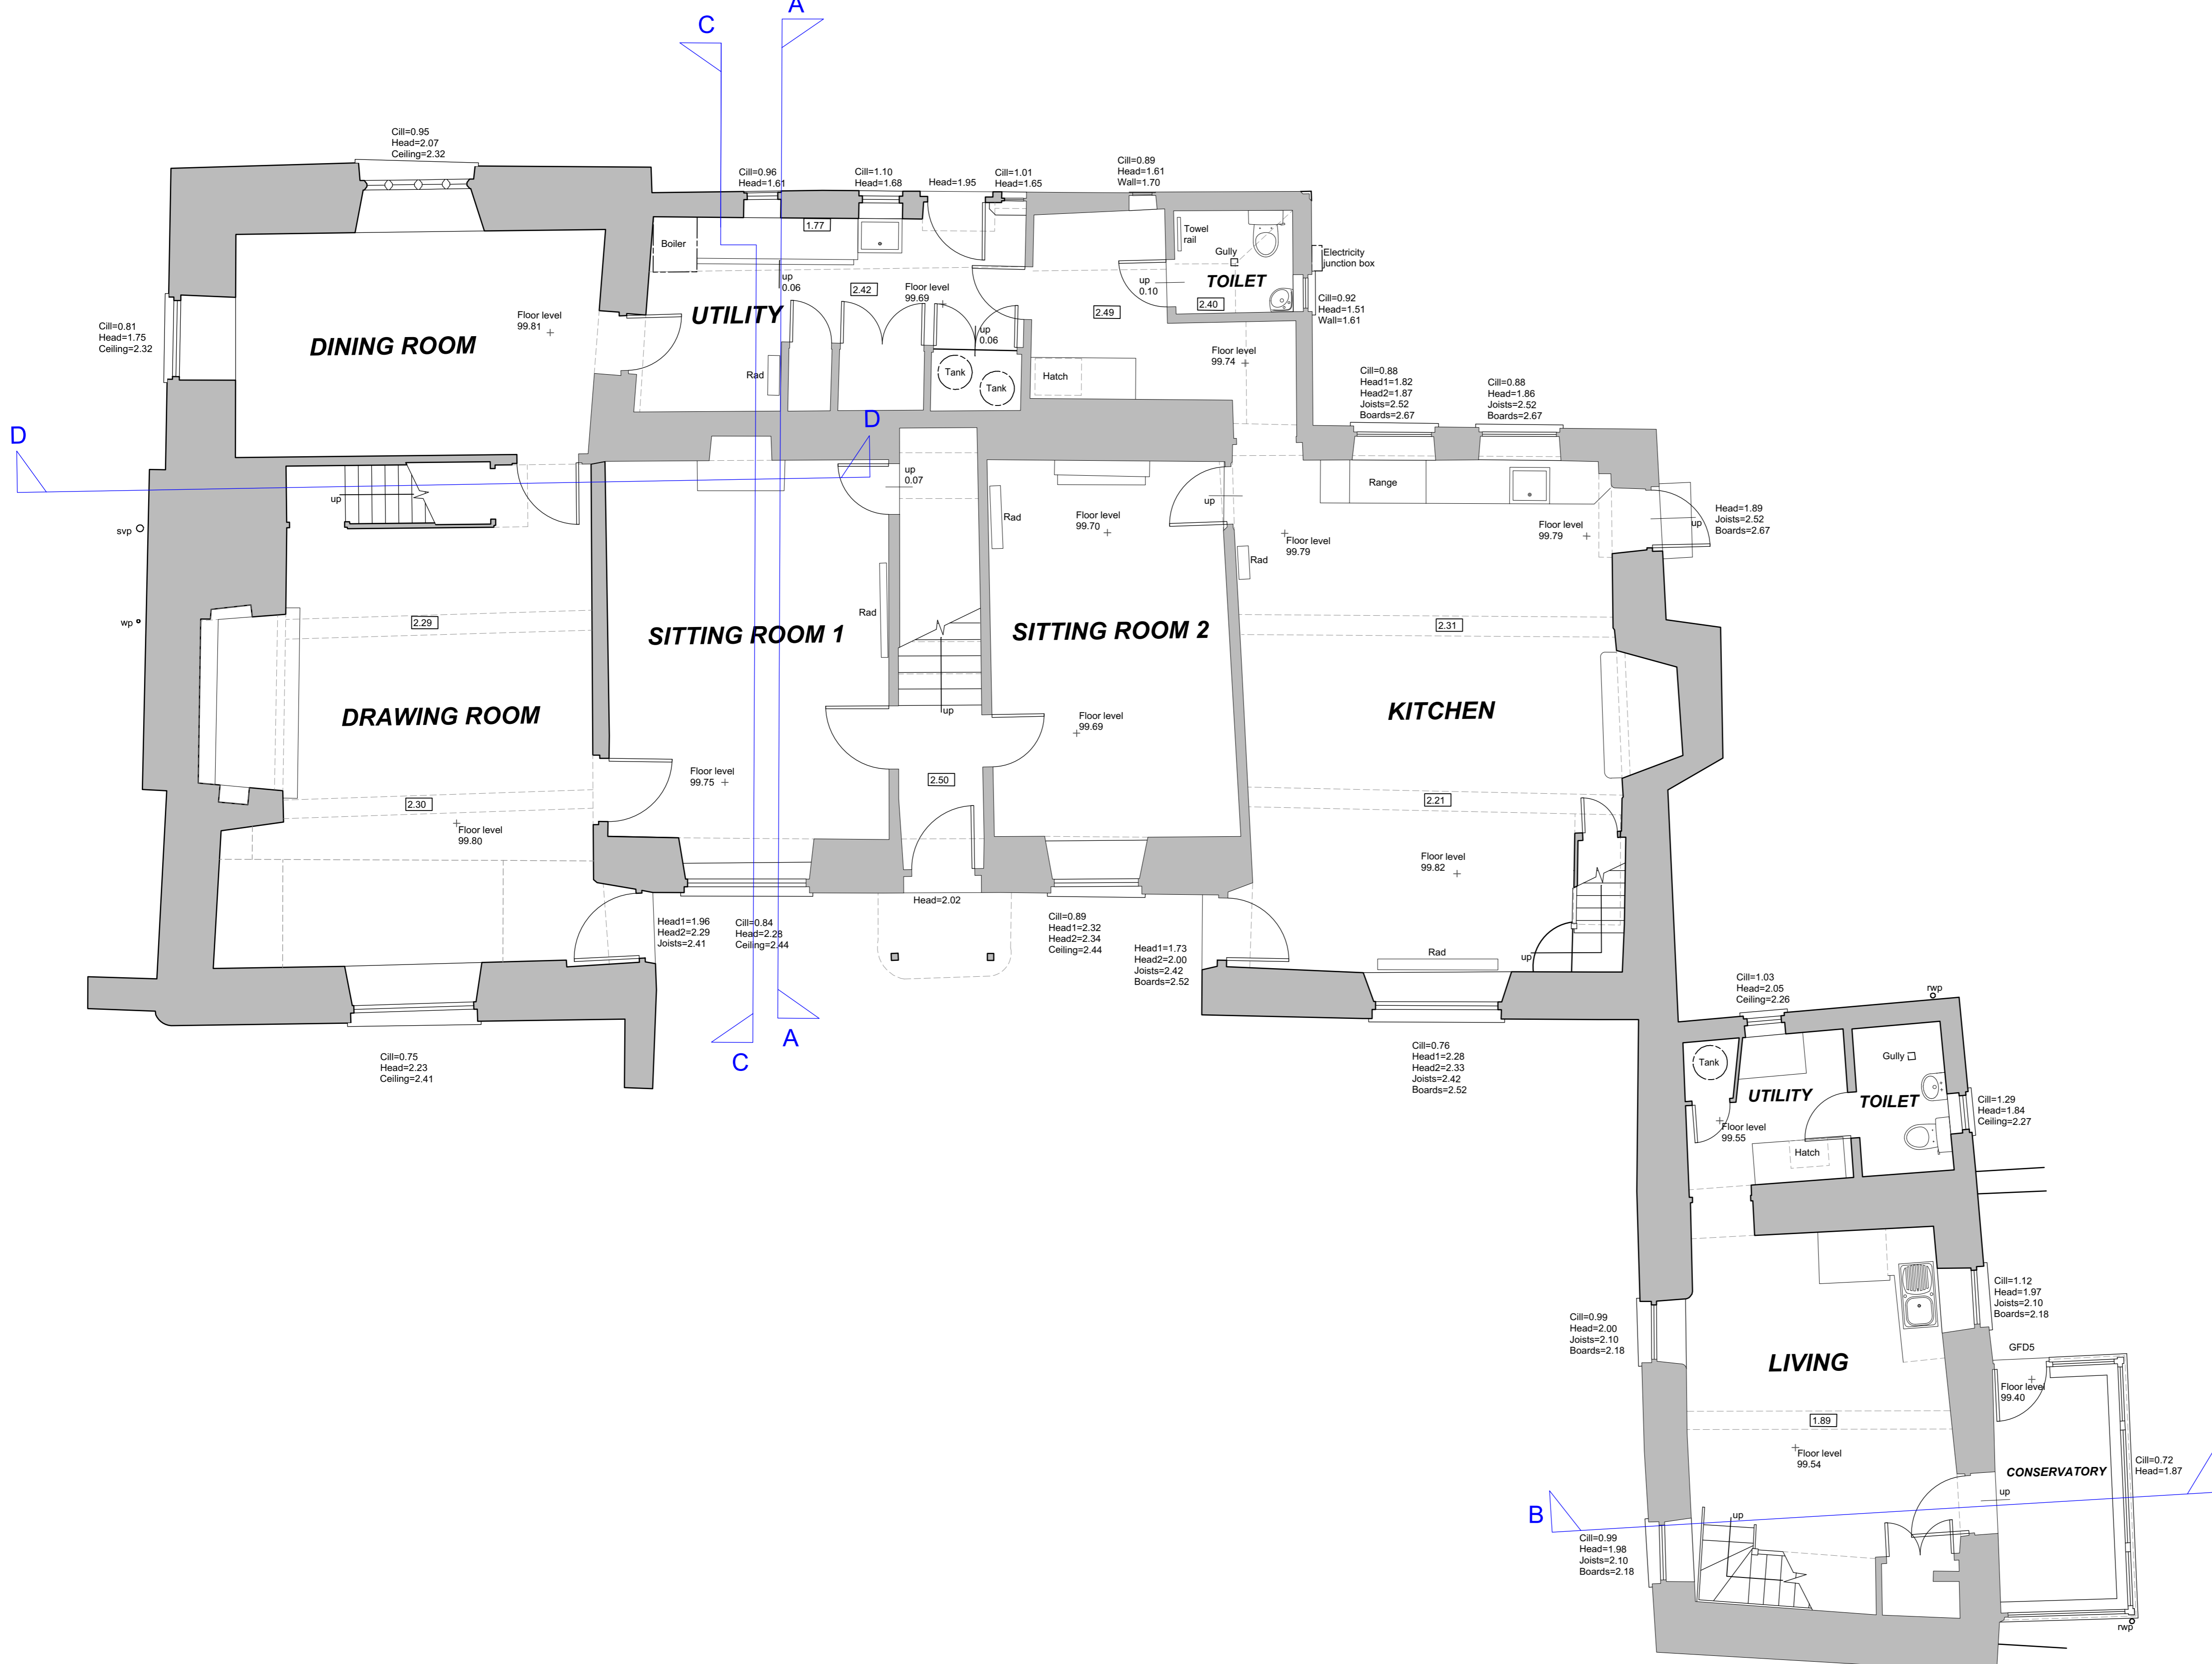 A
C
Cill=0.95
Head=2.07
Ceiling=2.32
Cill=0.96
Head=1.61
Cill=1.10
Head=1.68
Head=1.95
Cill=1.01
Head=1.65
Cill=0.89
Head=1.61
Wall=1.70
1.77
Boiler
Towel
rail
Gully
TOILET
Electricity
junction box
up
0.06
2.42
Floor level
99.69
up
0.10
2.40
Cill=0.92
Head=1.51
Wall=1.61
UTILITY
2.49
Cill=0.81
Head=1.75
Ceiling=2.32
Floor level
99.81
DINING ROOM
up
0.06
Floor level
99.74
Rad
Tank
Tank
Hatch
Cill=0.88
Head1=1.82
Head2=1.87
Joists=2.52
Boards=2.67
Cill=0.88
Head=1.86
Joists=2.52
Boards=2.67
D
D
up
up
0.07
Range
Rad
Floor level
99.70
up
Floor level
99.79
Floor level
99.79
up
Head=1.89
Joists=2.52
Boards=2.67
svp
Rad
wp
2.29
Rad
SITTING ROOM 1
SITTING ROOM 2
2.31
DRAWING ROOM
up
Floor level
99.69
KITCHEN
Floor level
99.75
2.50
2.30
2.21
Floor level
99.80
Floor level
99.82
Head1=1.96
Head2=2.29
Joists=2.41
Cill=0.84
Head=2.28
Ceiling=2.44
Head=2.02
Cill=0.89
Head1=2.32
Head2=2.34
Ceiling=2.44
Head1=1.73
Head2=2.00
Joists=2.42
Boards=2.52
Rad
up
A
C
Cill=0.75
Head=2.23
Ceiling=2.41
Cill=0.76
Head1=2.28
Head2=2.33
Joists=2.42
Boards=2.52
Cill=1.03
Head=2.05
Ceiling=2.26
rwp
Tank
Gully
UTILITY
TOILET
Cill=1.29
Head=1.84
Ceiling=2.27
Floor level
99.55
Hatch
Cill=1.12
Head=1.97
Joists=2.10
Boards=2.18
Cill=0.99
Head=2.00
Joists=2.10
Boards=2.18
GFD5
LIVING
Floor level
99.40
1.89
Floor level
99.54
CONSERVATORY
Cill=0.72
Head=1.87
up
B
up
Cill=0.99
Head=1.98
Joists=2.10
Boards=2.18
rwp